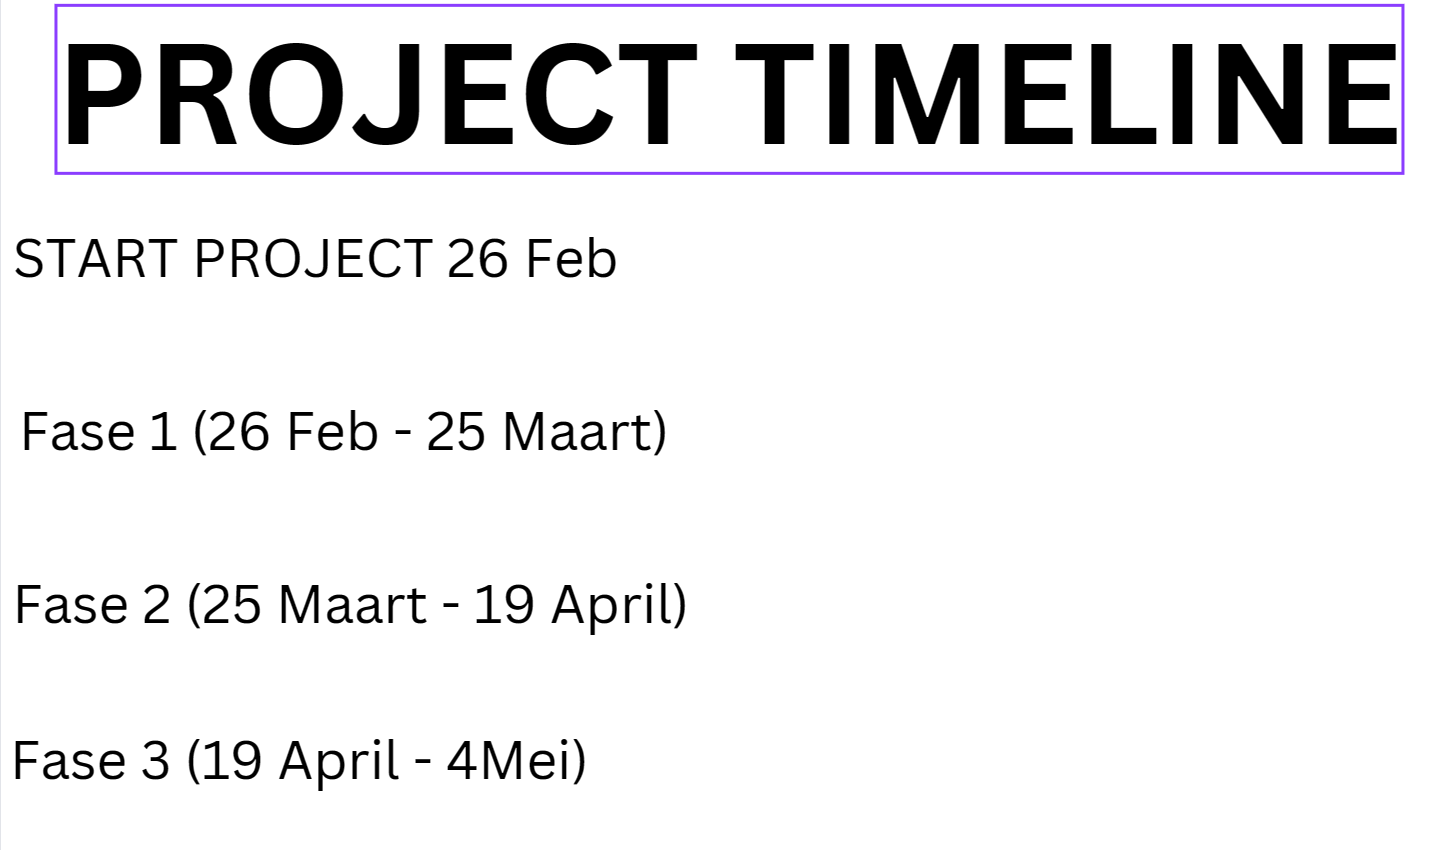 PROJECT TIMELINE
START PROJECT 26 Feb
Fase 1 (26 Feb - 25 Maart)
Fase 2 (25 Maart - 19 April)
Fase 3 (19 April - 4Mei)